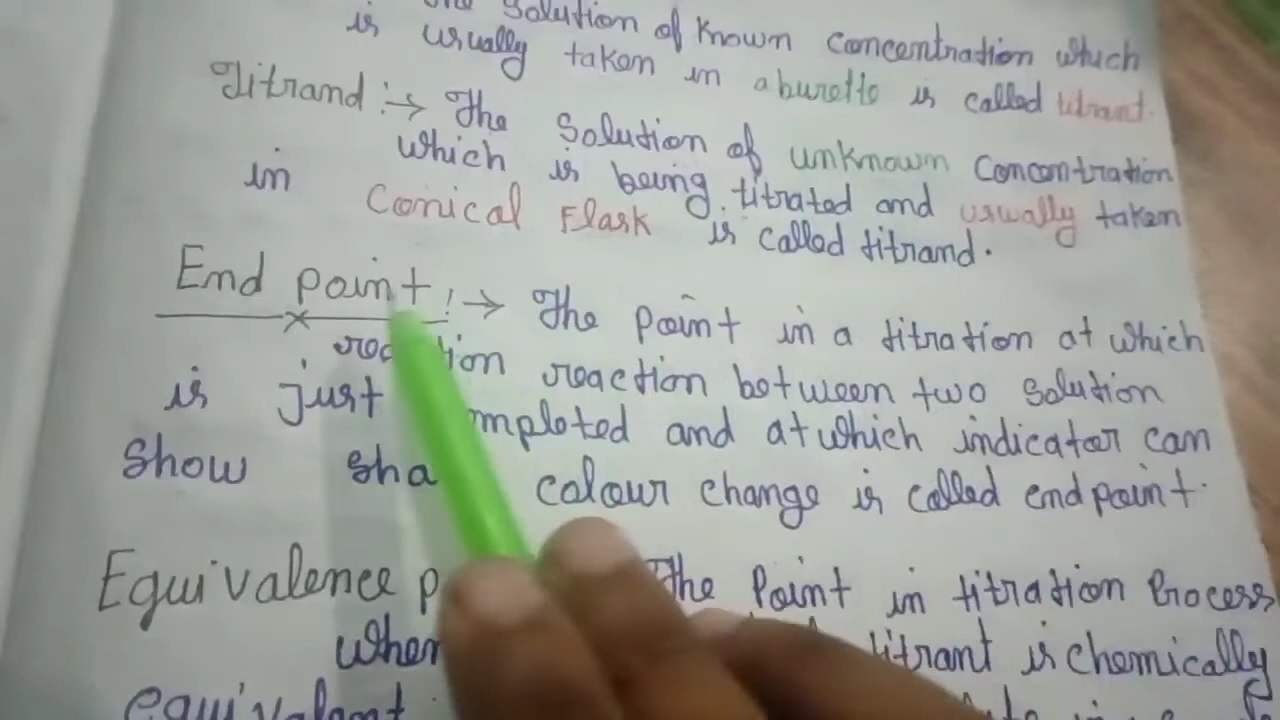 Solution of Known Concentration which
is usually taken in a burette is called titrant.
Titrand :→ The Solution of unknown Concentration
which is being titrated and usually taken
in Conical Flask is called titrand.
End point :→ The point in a titration at which
reaction reaction between two solution
is just completed and at which indicator can
Show colour change is called end point.
Equivalence The Point in titration Process
When titrant is chemically
equivalent